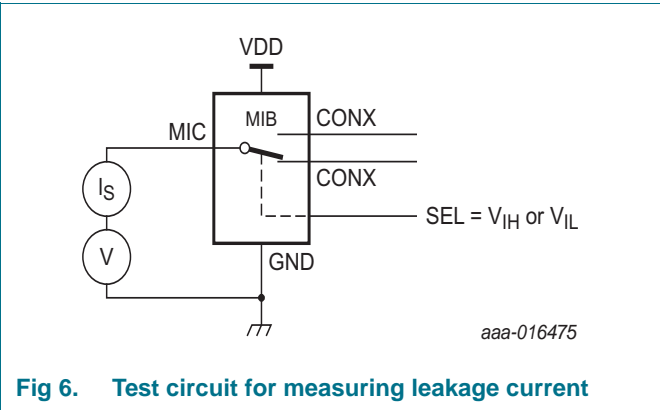 VDD
MIB
CONX
MIC
CONX
IS
SEL = VIH or VIL
V
GND
aaa-016475
Fig 6. Test circuit for measuring leakage current